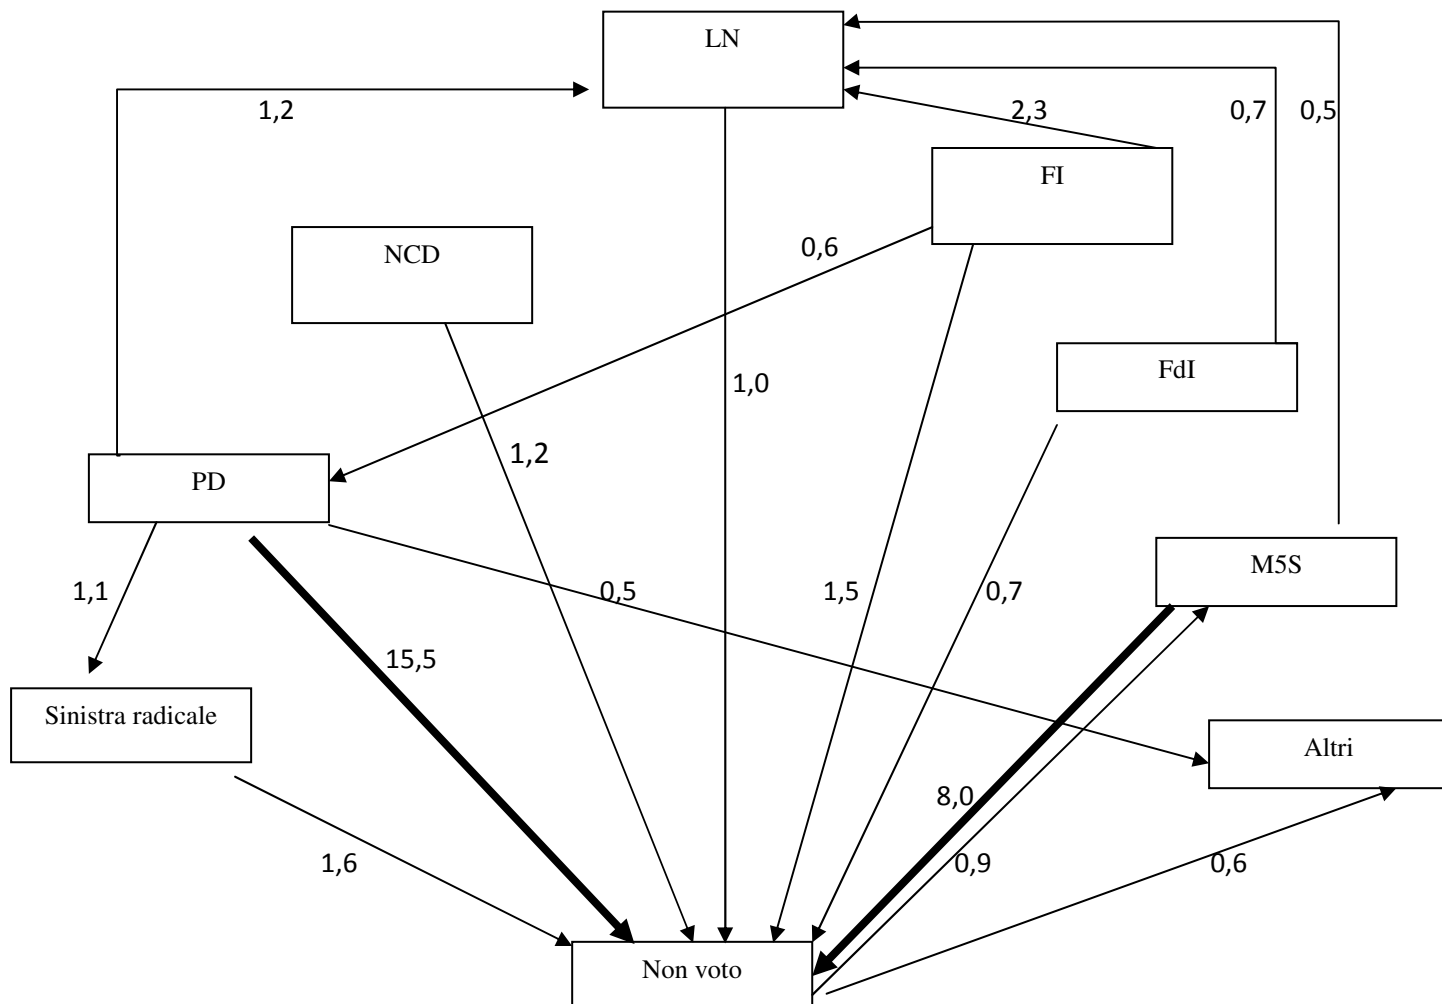 LN
1,2
2,3
0,7
0,5
FI
NCD
0,6
FdI
1,0
1,2
PD
M5S
1,1
0,5
1,5
0,7
15,5
Sinistra radicale
Altri
8,0
1,6
0,9
0,6
Non voto